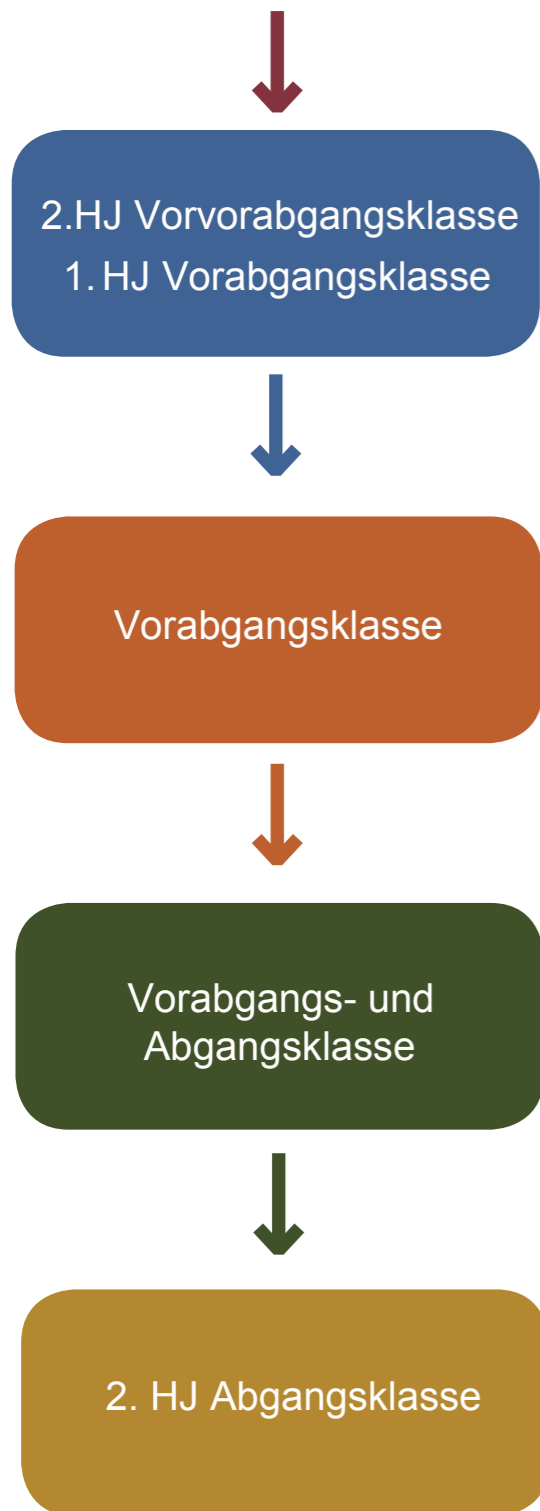 2.HJ Vorvorabgangsklasse
1. HJ Vorabgangsklasse
Vorabgangsklasse
Vorabgangs- und
Abgangsklasse
2. HJ Abgangsklasse